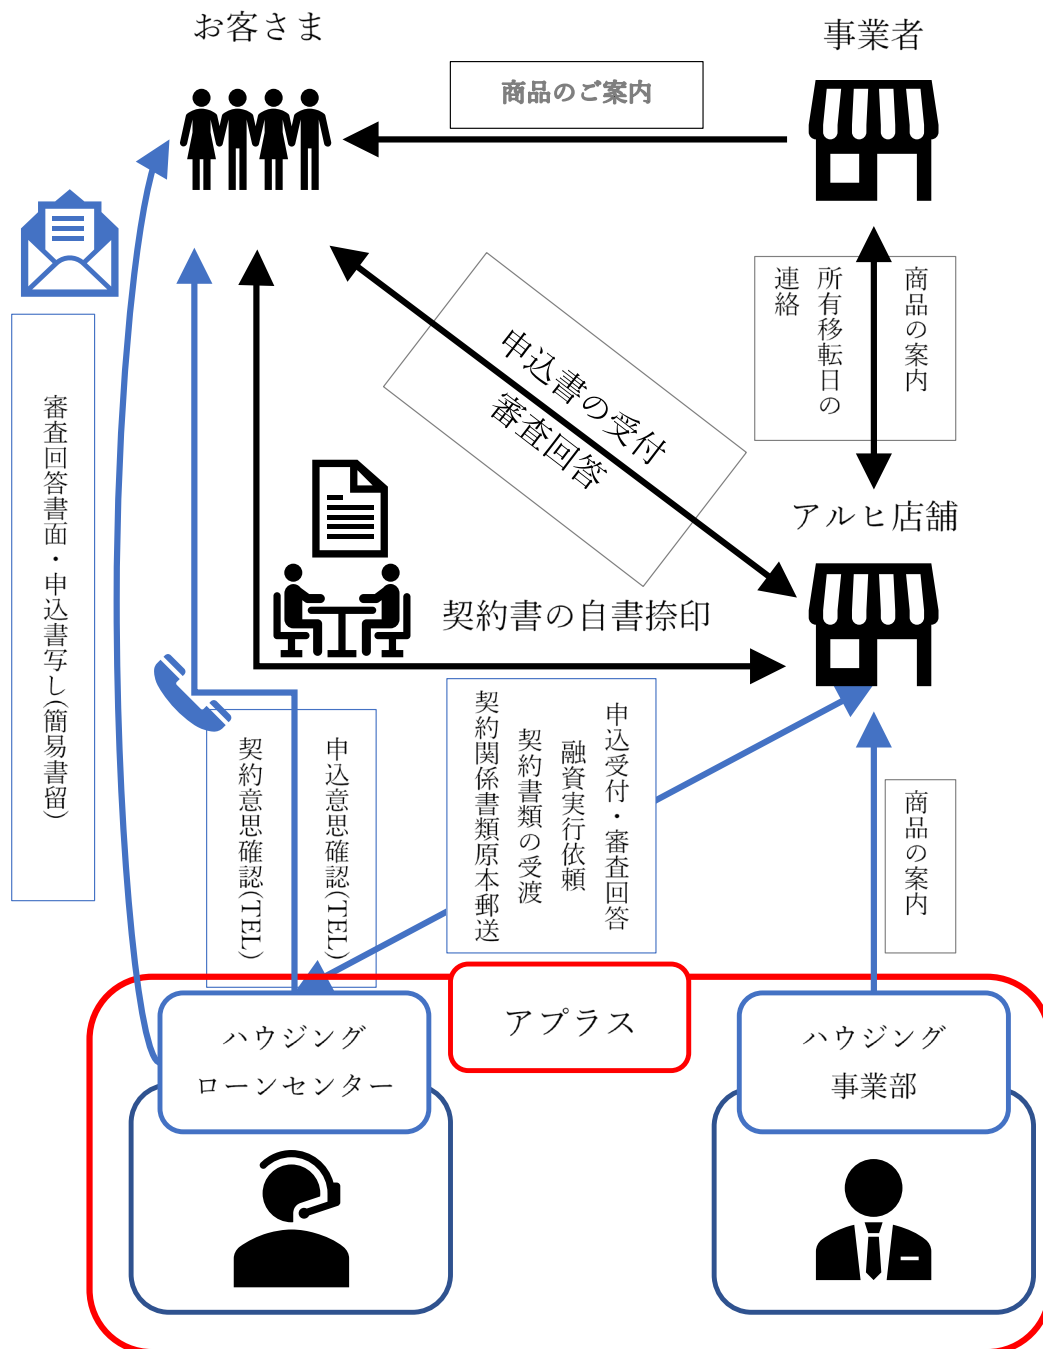 お客さま
事業者
商品のご案内
商品の案内
所有移転日の
連絡
申込書の受付
審査回答
アルヒ店舗
審査回答書面・申込書写し(簡易書留)
契約書の自書捺印
申込意思確認(TEL)
契約意思確認(TEL)
申込受付・審査回答
融資実行依頼
契約書類の受渡
契約関係書類原本郵送
商品の案内
アプラス
ハウジング
ローンセンター
ハウジング
事業部